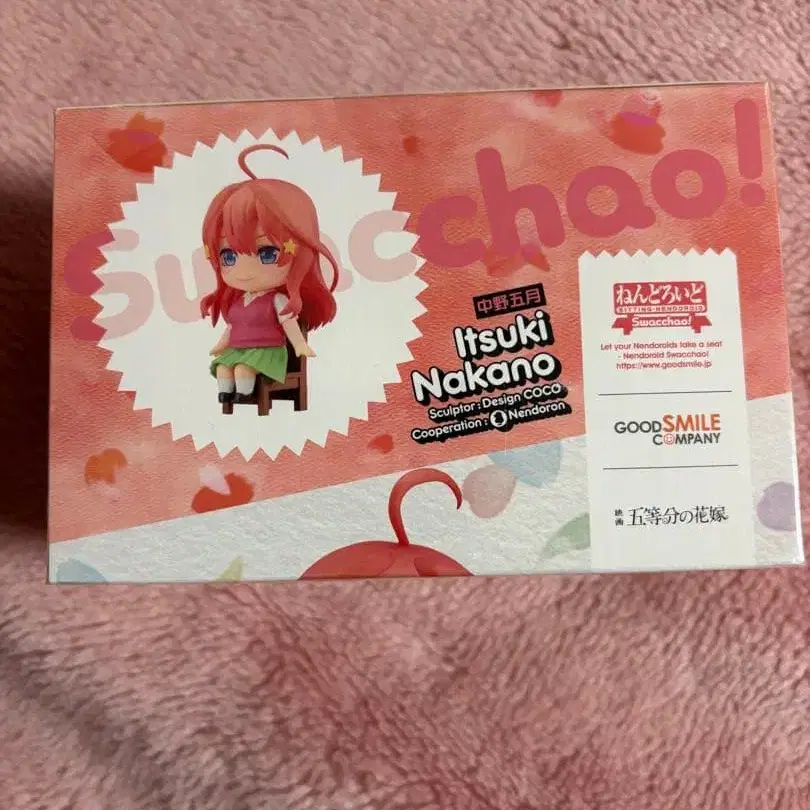 Swacchao!
中野五月
Itsuki
Nakano
Sculptor : Design COCO
Cooperation : Nendoron
ねんどろいど
SITTING-NENDOROID
Swacchao!
Let your Nendoroids take a seat
- Nendoroid Swacchao!
https://www.goodsmile.jp
GOODSMILE
COMPANY
映画 五等分の花嫁